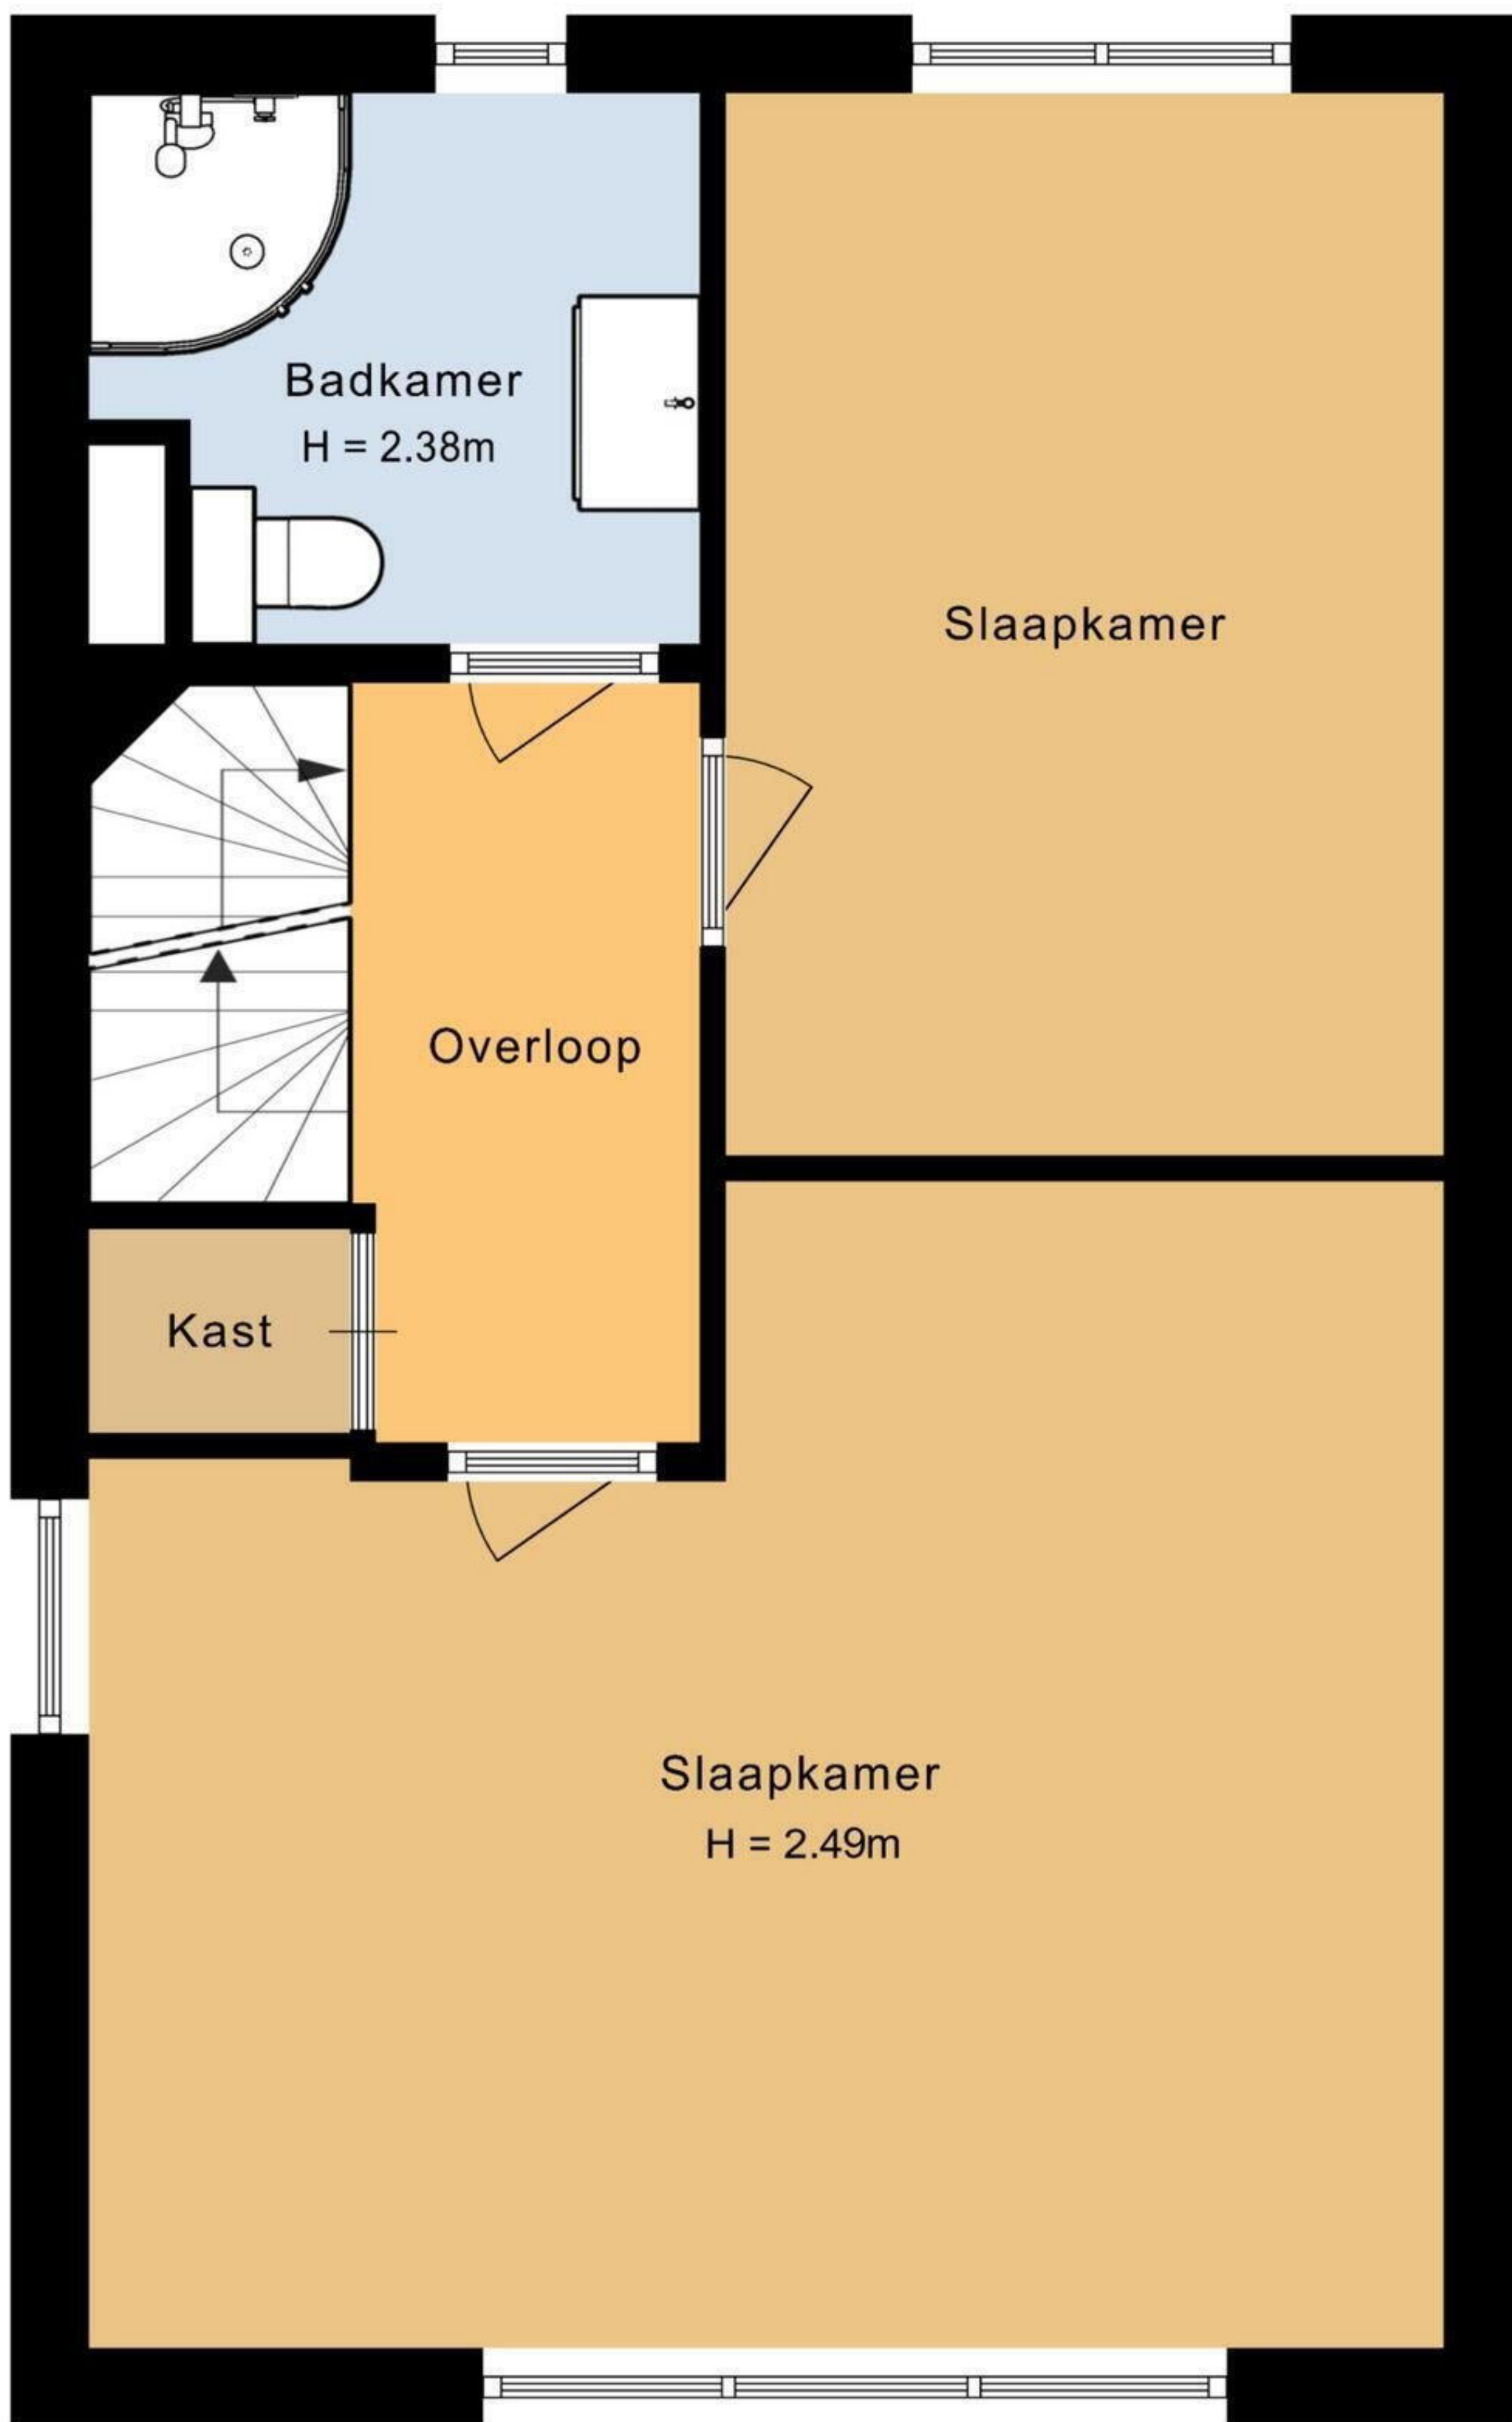 Badkamer
H = 2.38m
Slaapkamer
Overloop
Kast
Slaapkamer
H = 2.49m